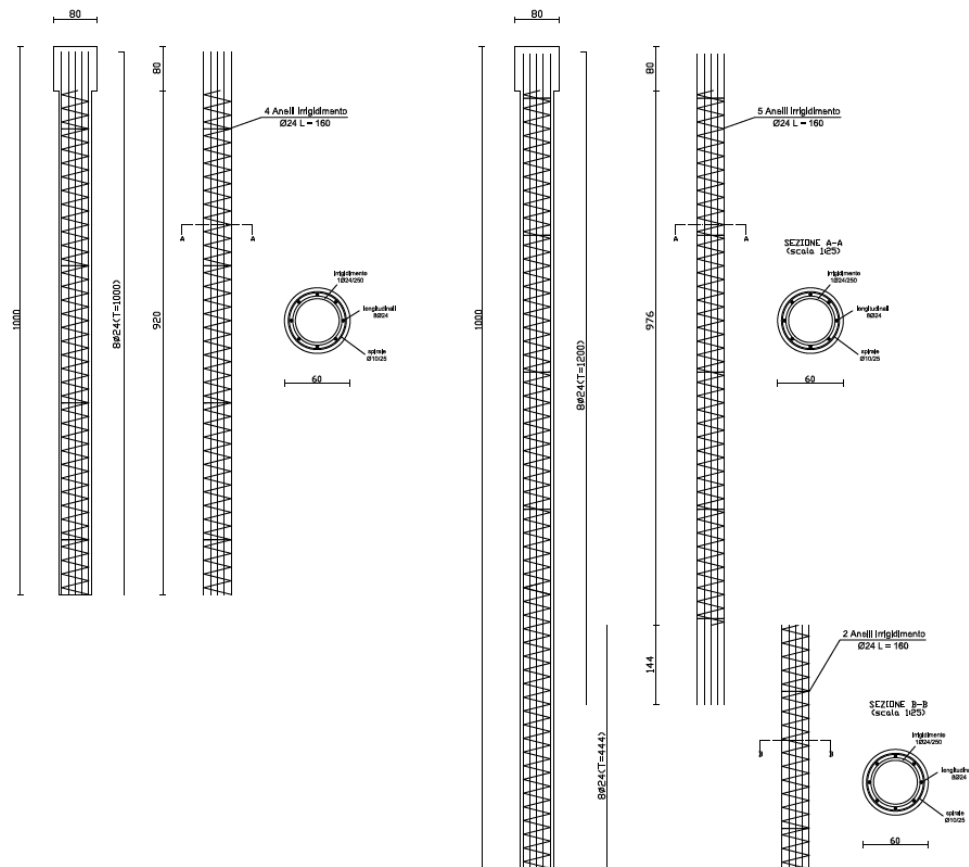 80
80
80
80
4 Anelli irrigidimento
Ø24 L = 160
5 Anelli irrigidimento
Ø24 L = 160
A
A
A
A
SEZIONE A-A
(scala 1:25)
irrigidimento
1Ø24/250
longitudinali
8Ø24
spirale
Ø10/25
60
irrigidimento
1Ø24/250
longitudinali
8Ø24
spirale
Ø10/25
60
1000
8Ø24(T=1000)
920
1000
8Ø24(T=1200)
976
144
2 Anelli irrigidimento
Ø24 L = 160
SEZIONE B-B
(scala 1:25)
B
B
irrigidimento
1Ø24/250
8Ø24
spirale
Ø10/25
60
8Ø24(T=444)